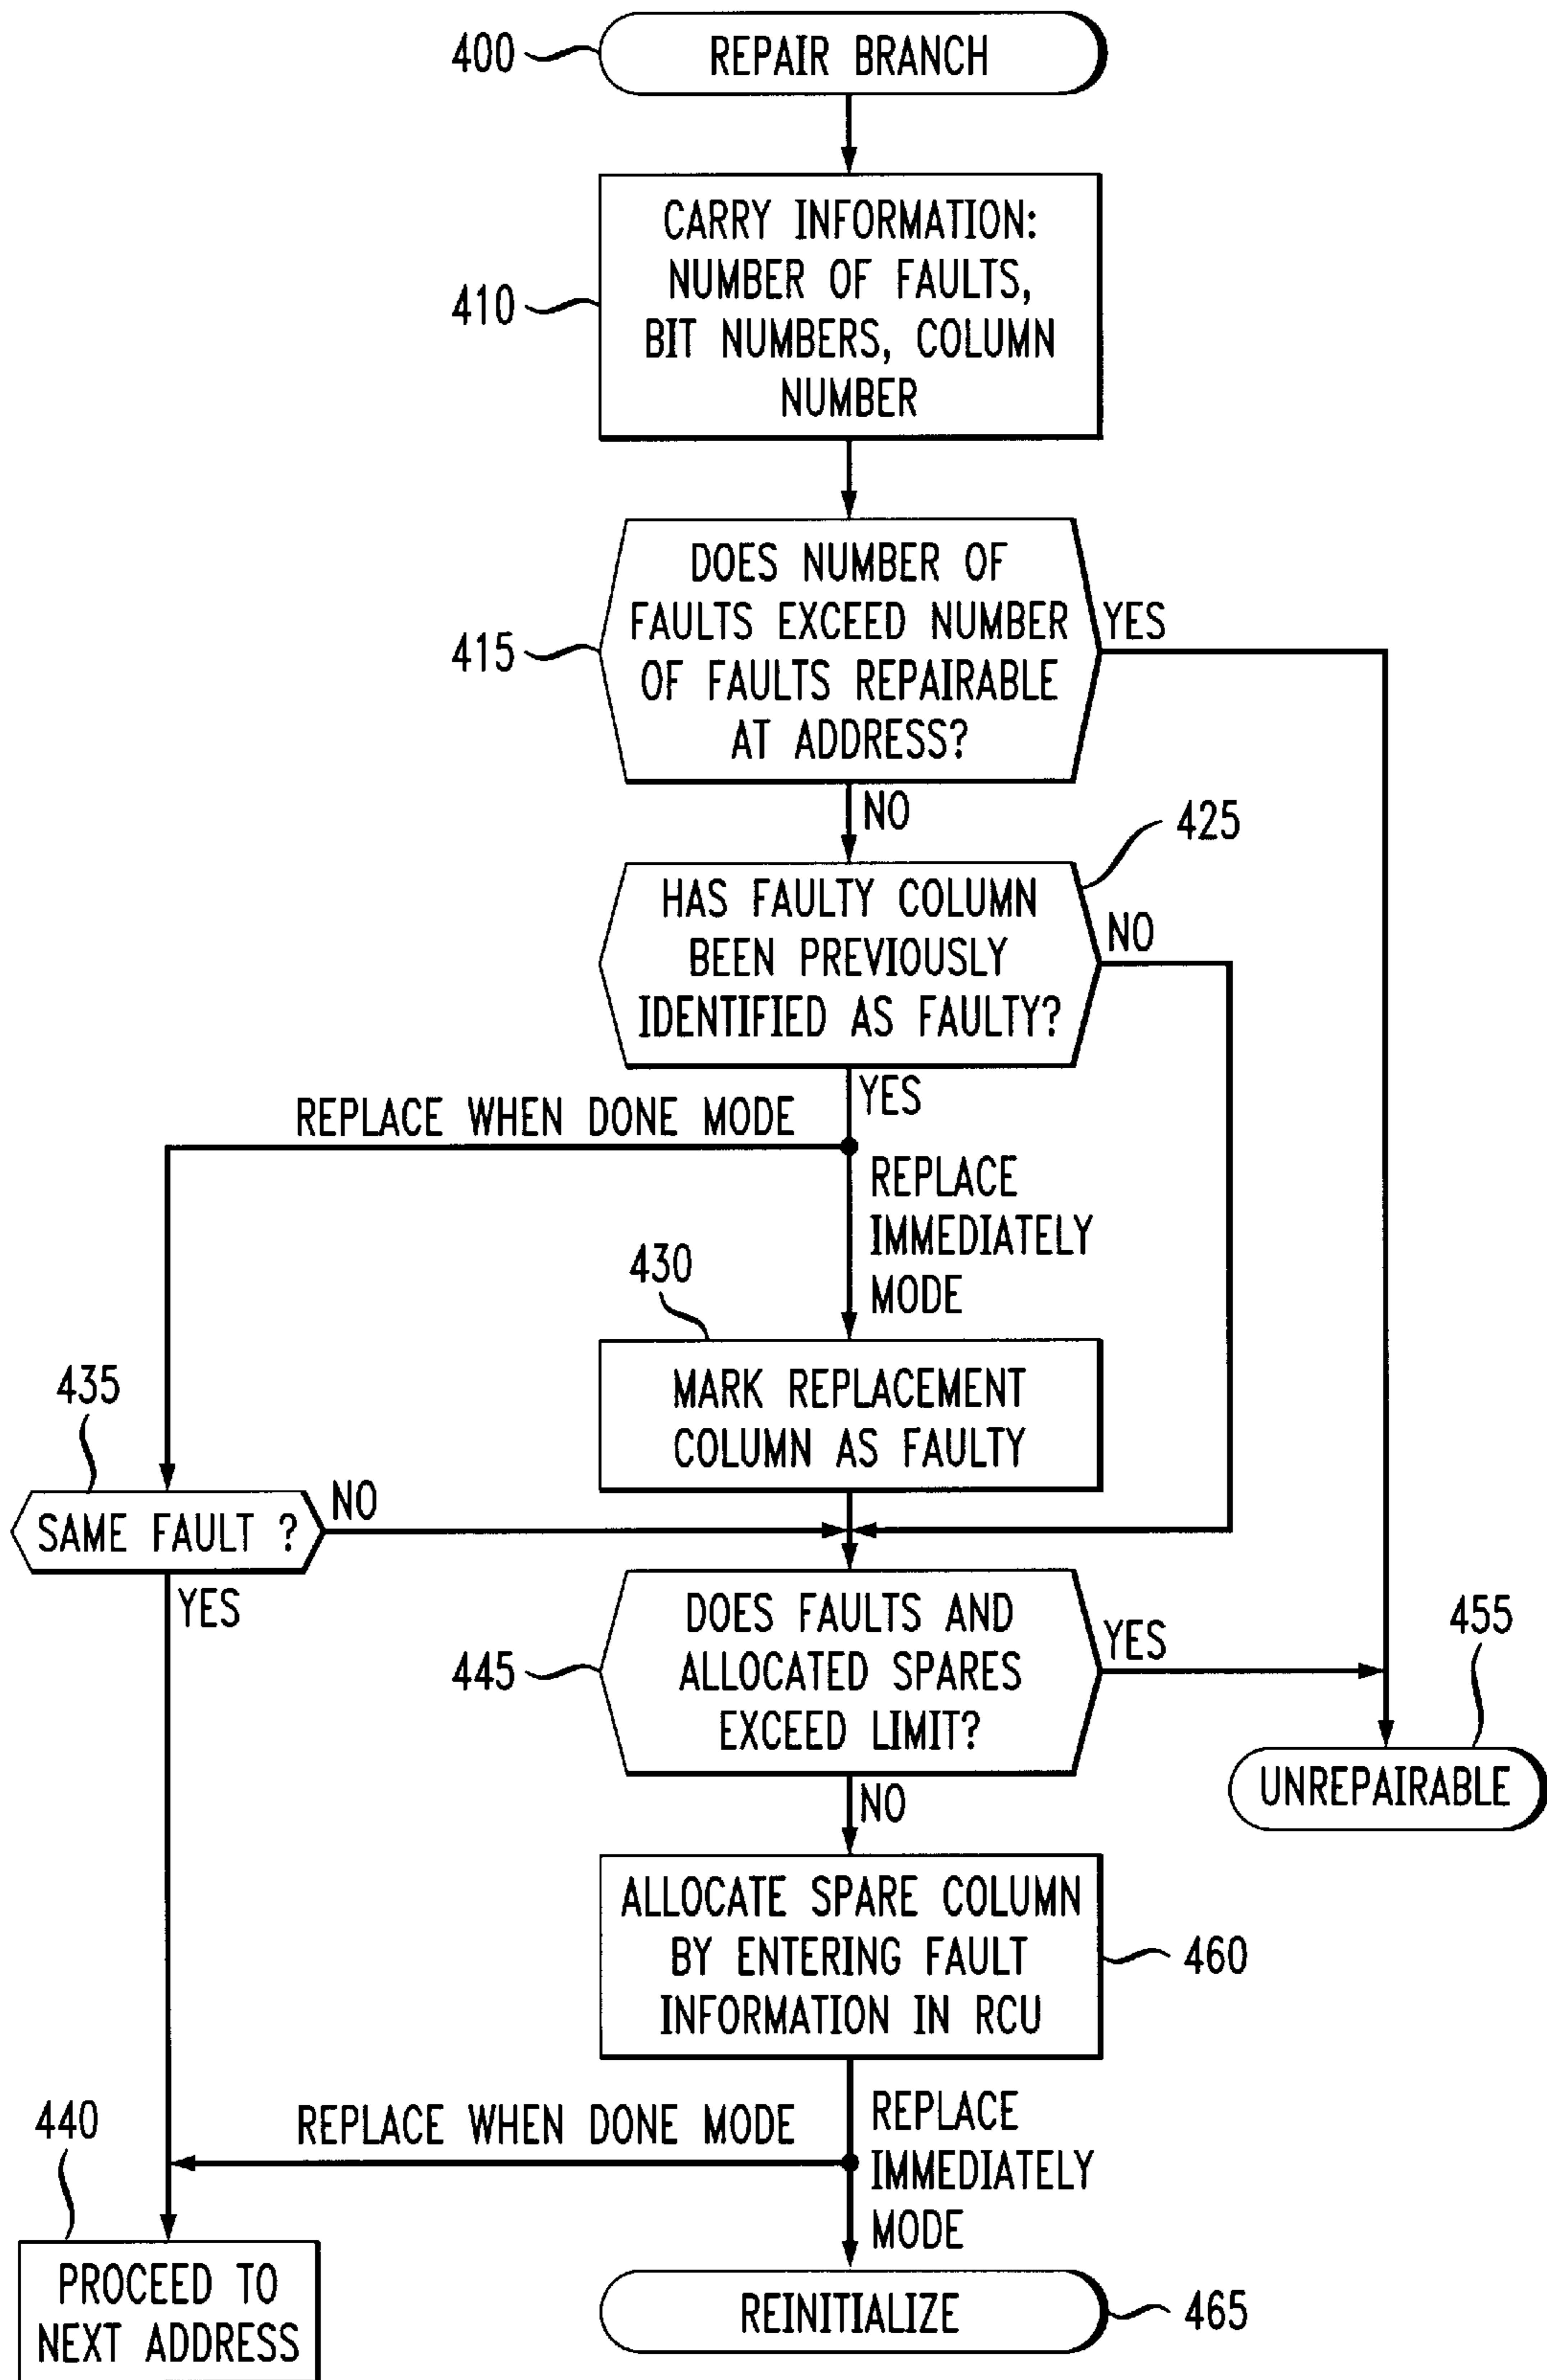 400
REPAIR BRANCH
410
CARRY INFORMATION:
NUMBER OF FAULTS,
BIT NUMBERS, COLUMN
NUMBER
415
DOES NUMBER OF
FAULTS EXCEED NUMBER
OF FAULTS REPAIRABLE
AT ADDRESS?
YES
NO
425
HAS FAULTY COLUMN
BEEN PREVIOUSLY
IDENTIFIED AS FAULTY?
NO
YES
REPLACE WHEN DONE MODE
REPLACE
IMMEDIATELY
MODE
430
MARK REPLACEMENT
COLUMN AS FAULTY
435
SAME FAULT ?
NO
YES
445
DOES FAULTS AND
ALLOCATED SPARES
EXCEED LIMIT?
YES
NO
455
UNREPAIRABLE
ALLOCATE SPARE COLUMN
BY ENTERING FAULT
INFORMATION IN RCU
460
REPLACE WHEN DONE MODE
REPLACE
IMMEDIATELY
MODE
440
PROCEED TO
NEXT ADDRESS
REINITIALIZE
465